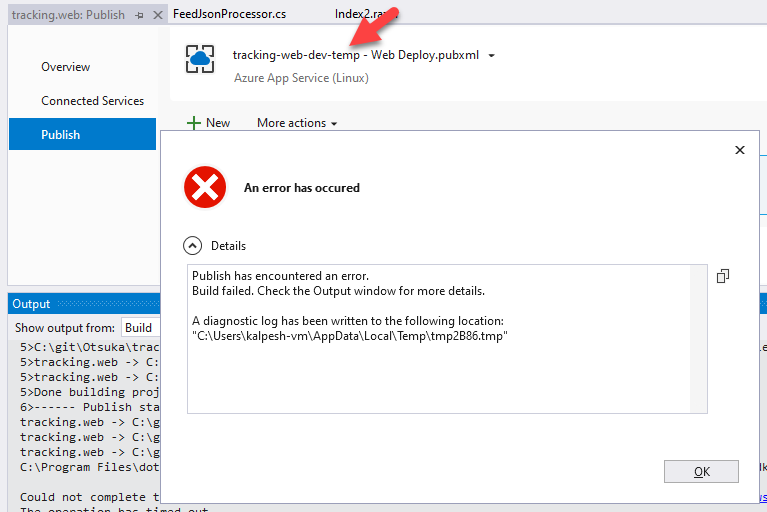 tracking.web: Publish
FeedJsonProcessor.cs
Overview
Connected Services
Publish
tracking-web-dev-temp - Web Deploy.pubxml
Azure App Service (Linux)
New
More actions
An error has occured
Details
Publish has encountered an error.
Build failed. Check the Output window for more details.
A diagnostic log has been written to the following location:
"C:\Users\kalpesh-vm\AppData\Local\Temp\tmp2B86.tmp"
OK
Output
Show output from: Build
5>C:\git\Otsuka\trac
5>tracking.web -> C:
5>tracking.web -> C:
5>Done building proj
6>------ Publish sta
tracking.web -> C:\g
tracking.web -> C:\g
tracking.web -> C:\g
C:\Program Files\dot
Could not complete t
The operation has timed out